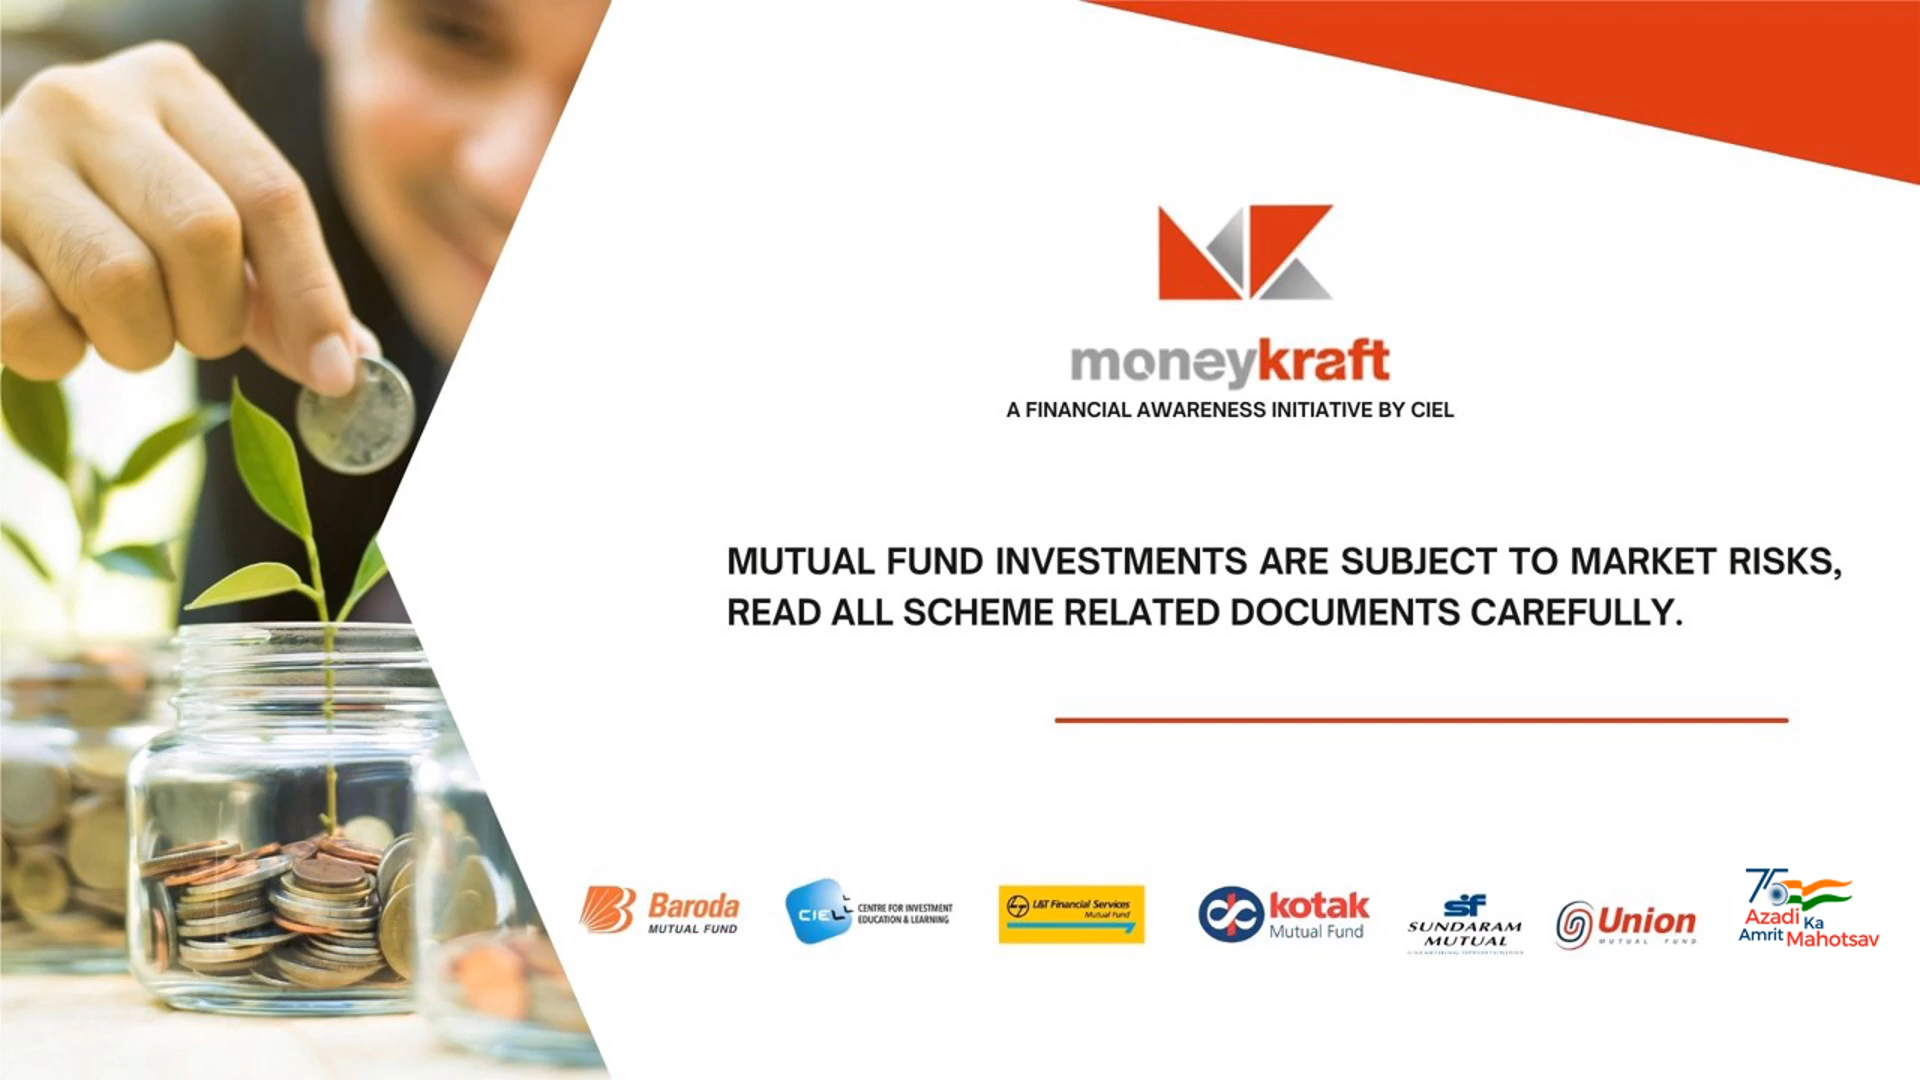 moneykraft
A FINANCIAL AWARENESS INITIATIVE BY CIEL
MUTUAL FUND INVESTMENTS ARE SUBJECT TO MARKET RISKS,
READ ALL SCHEME RELATED DOCUMENTS CAREFULLY.
Baroda
MUTUAL FUND
CIEL
CENTRE FOR INVESTMENT
EDUCATION & LEARNING
L&T Financial Services
Mutual Fund
kotak
Mutual Fund
sf
SUNDARAM
MUTUAL
Union
MUTUAL FUND
75
Azadi Ka
Amrit Mahotsav